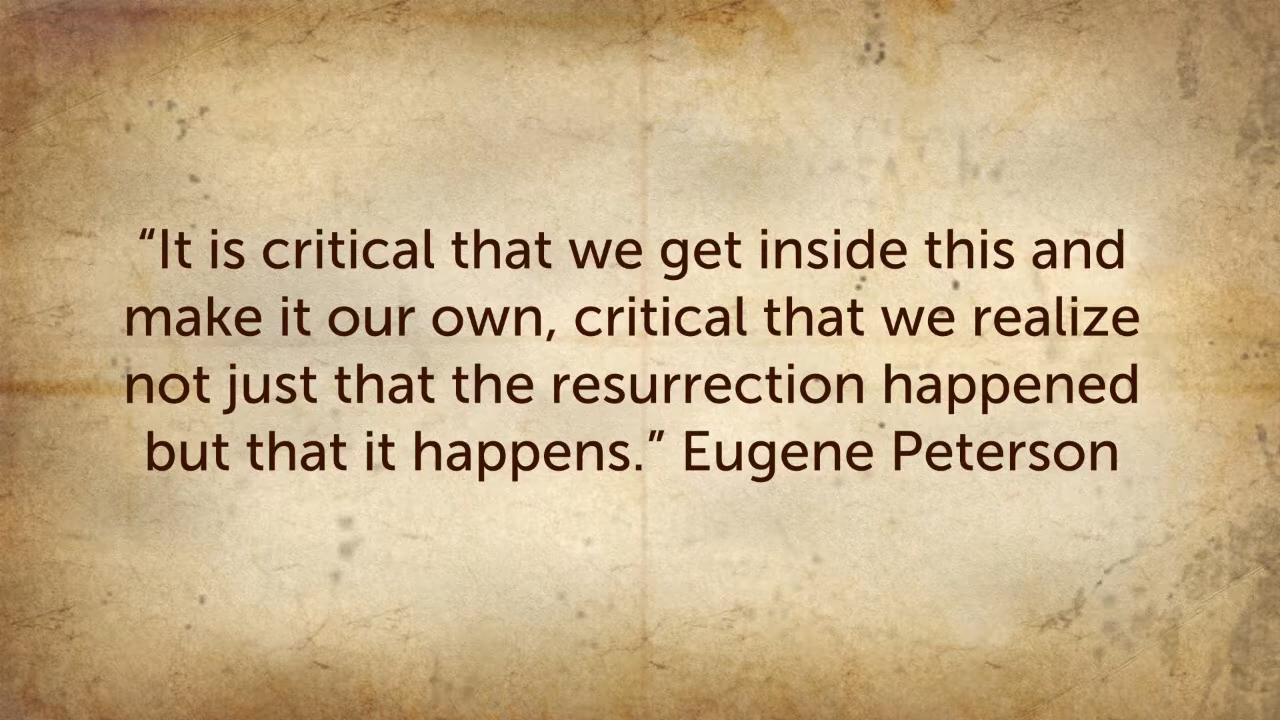 “It is critical that we get inside this and
make it our own, critical that we realize
not just that the resurrection happened
but that it happens.” Eugene Peterson